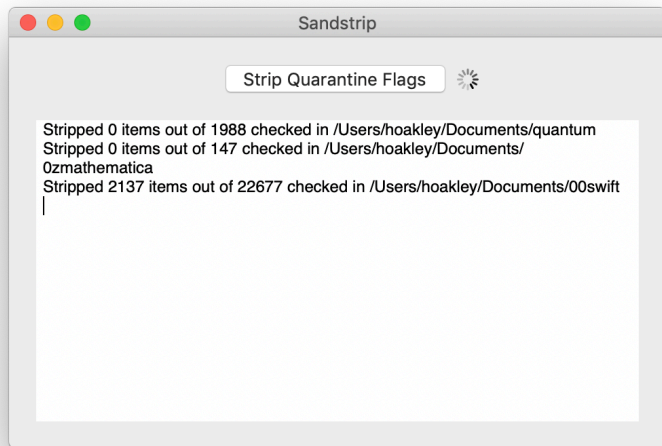 Sandstrip
Strip Quarantine Flags
Stripped 0 items out of 1988 checked in /Users/hoakley/Documents/quantum
Stripped 0 items out of 147 checked in /Users/hoakley/Documents/
0zmathematica
Stripped 2137 items out of 22677 checked in /Users/hoakley/Documents/00swift